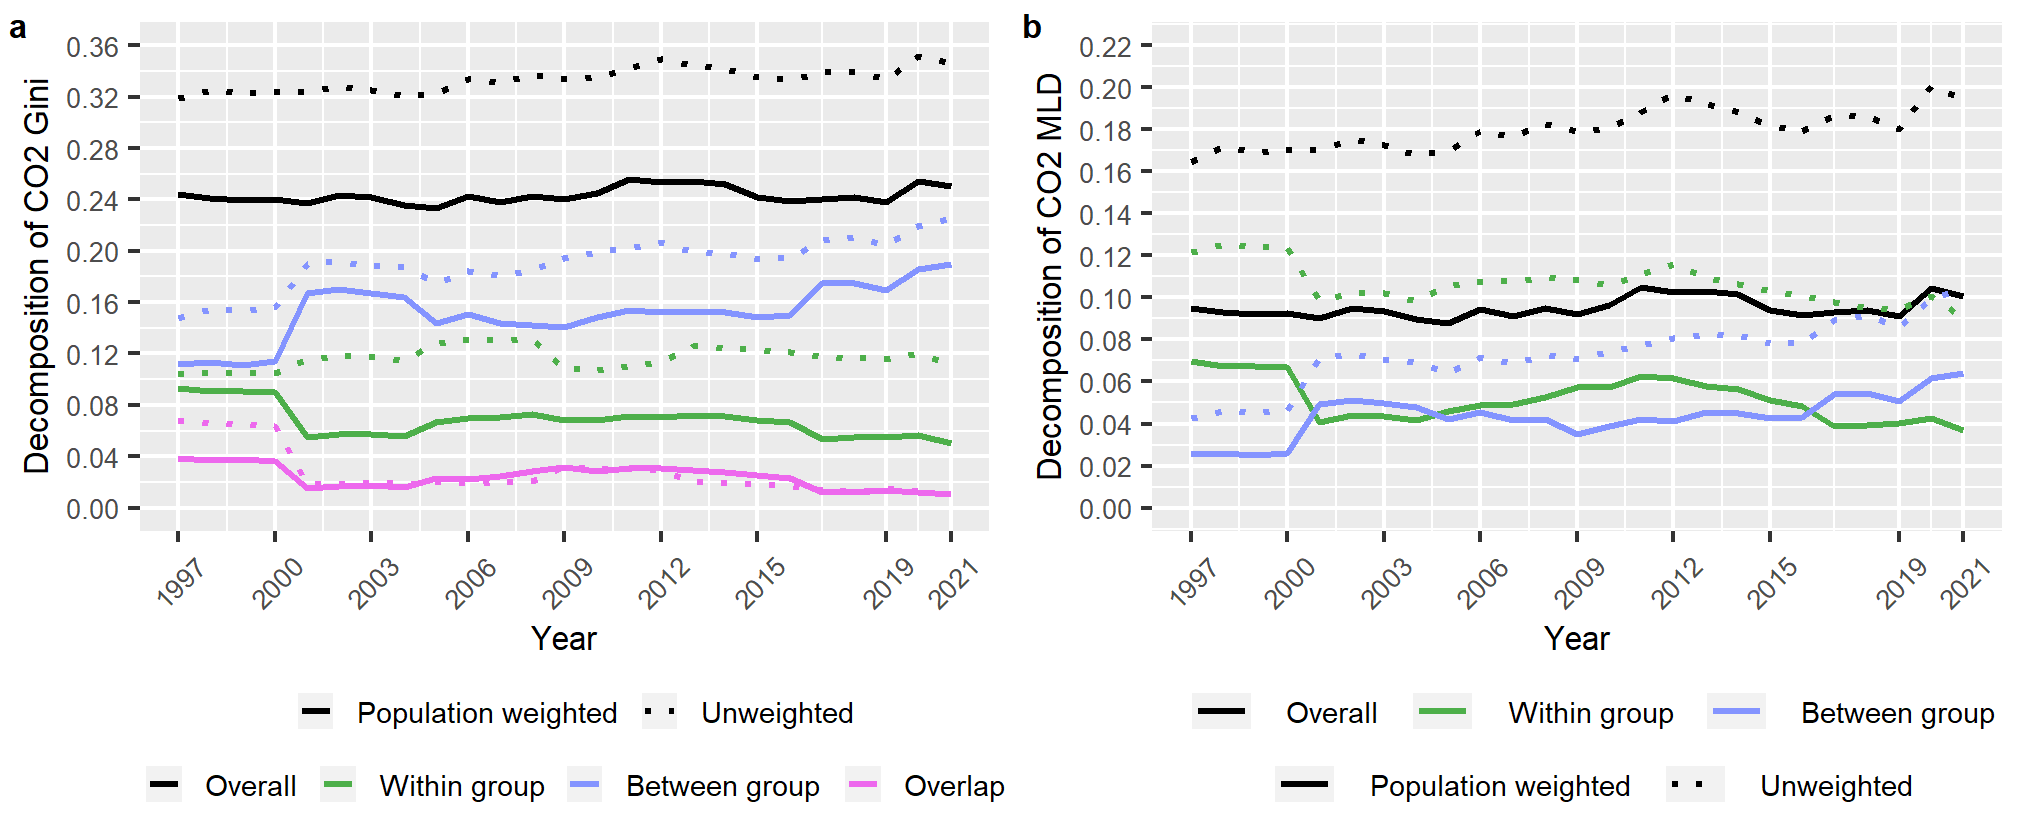 a
Decomposition of CO2 Gini
0.36
0.32
0.28
0.24
0.20
0.16
0.12
0.08
0.04
0.00
1997 2000 2003 2006 2009 2012 2015 2019 2021
Year
Population weighted Unweighted
Overall Within group Between group Overlap
b
Decomposition of CO2 MLD
0.22
0.20
0.18
0.16
0.14
0.12
0.10
0.08
0.06
0.04
0.02
0.00
1997 2000 2003 2006 2009 2012 2015 2019 2021
Year
Overall Within group Between group
Population weighted Unweighted